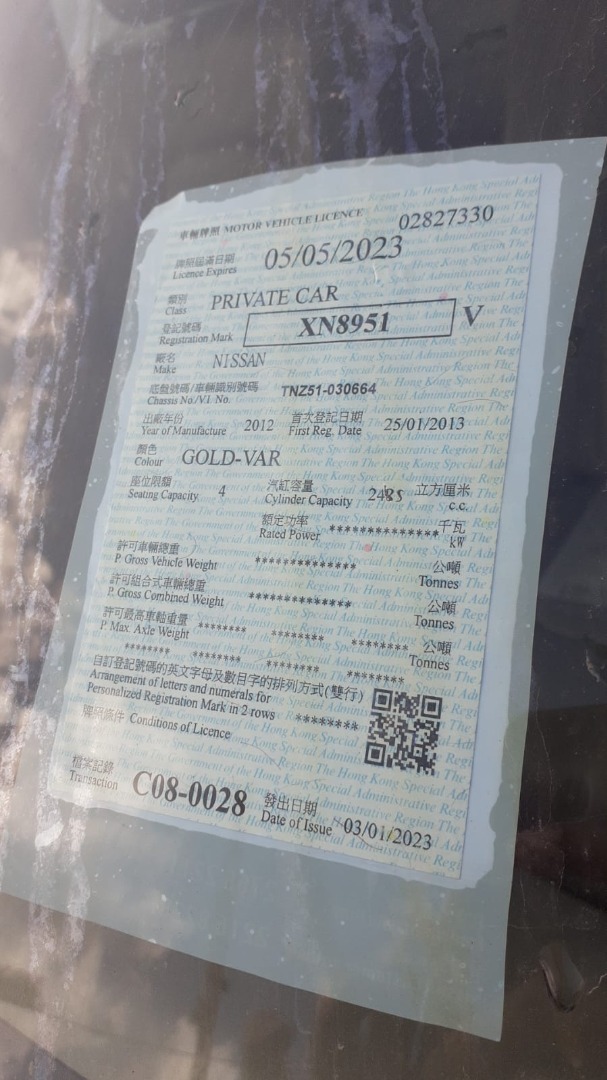 車輛牌照 MOTOR VEHICLE LICENCE 02827330
牌照屆滿日期
Licence Expires 05/05/2023
類別
Class PRIVATE CAR
登記號碼
Registration Mark XN8951 V
廠名
Make NISSAN
底盤號碼/車輛識別號碼
Chassis No./V.I. No. TNZ51-030664
出廠年份 首次登記日期
Year of Manufacture 2012 First Reg. Date 25/01/2013
顏色
Colour GOLD-VAR
座位限額 汽缸容量 立方厘米
Seating Capacity 4 Cylinder Capacity 2488 c.c.
額定功率 千瓦
Rated Power ************** kW
許可車輛總重 公噸
P. Gross Vehicle Weight ************** Tonnes
許可組合式車輛總重 公噸
P. Gross Combined Weight ************** Tonnes
許可最高車軸重量 公噸
P. Max. Axle Weight ******** ******** ******** Tonnes
******** ******** ******** ********
自訂登記號碼的英文字母及數目字的排列方式(雙行)
Arrangement of letters and numerals for
Personalized Registration Mark in 2 rows ********
牌照條件 Conditions of Licence
檔案記錄 發出日期
Transaction C08-0028 Date of Issue 03/01/2023